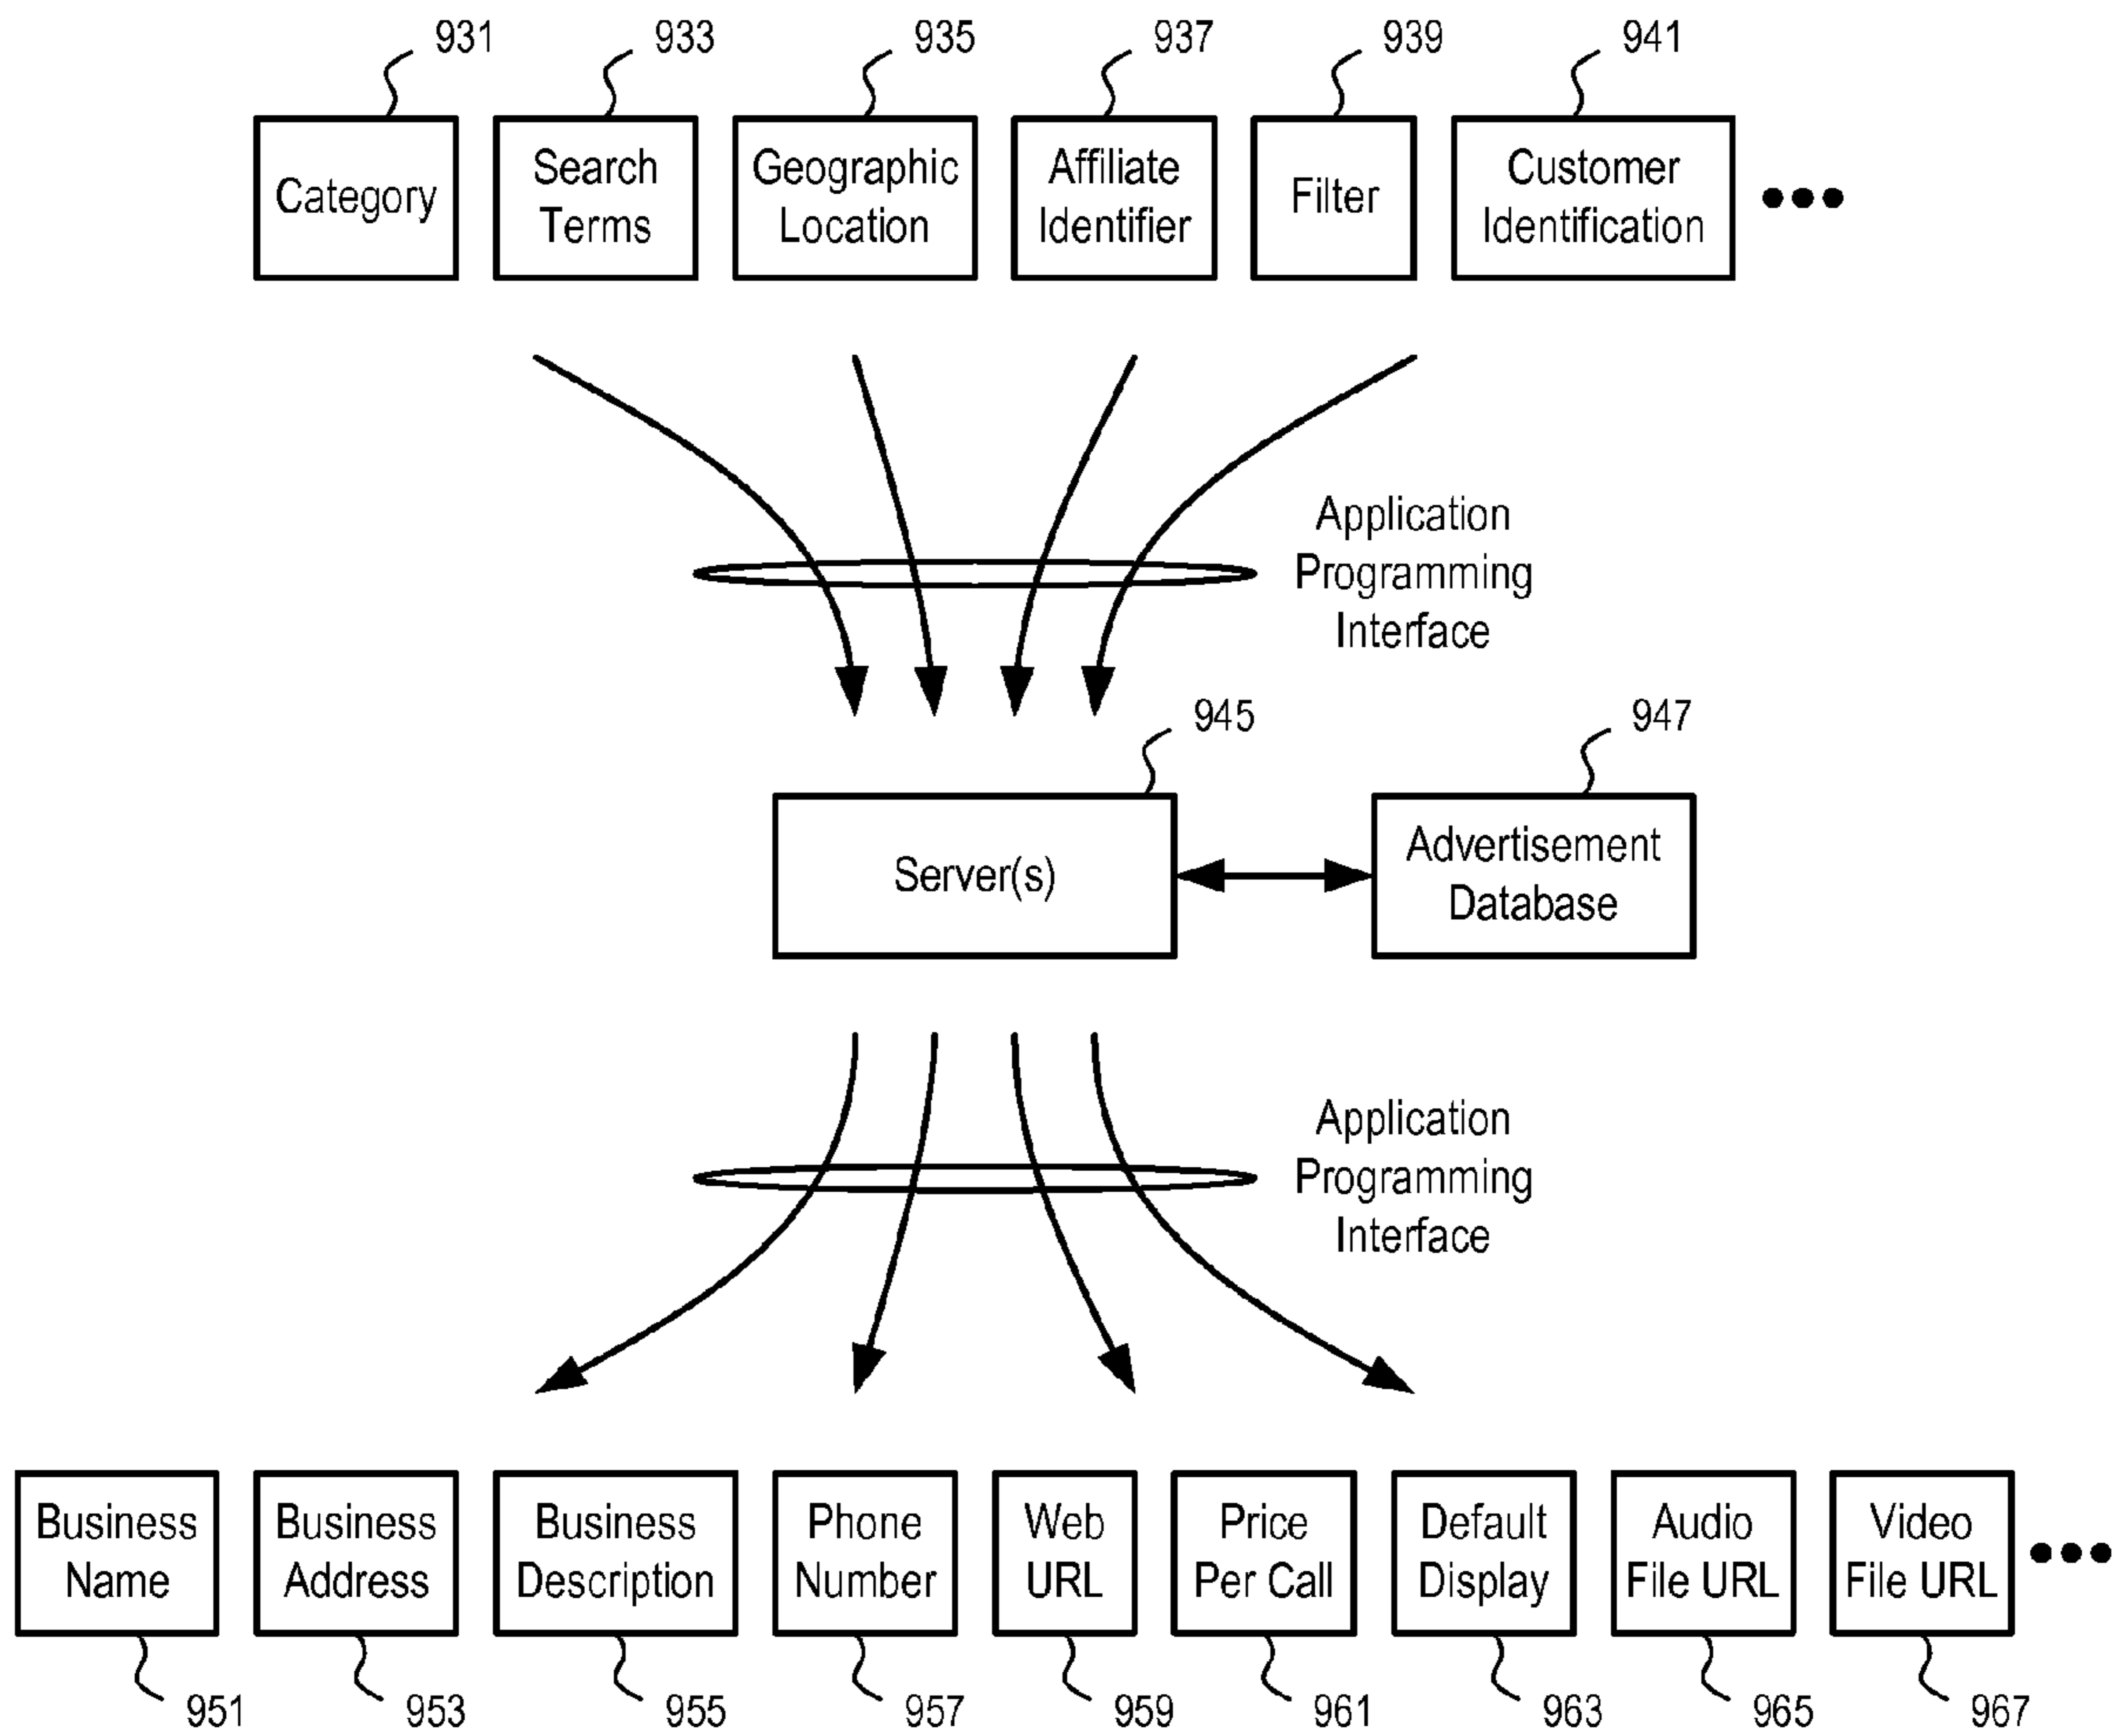 931
933
935
937
939
941
Category
Search
Terms
Geographic
Location
Affiliate
Identifier
Filter
Customer
Identification
Application
Programming
Interface
945
947
Server(s)
Advertisement
Database
Application
Programming
Interface
Business
Name
Business
Address
Business
Description
Phone
Number
Web
URL
Price
Per Call
Default
Display
Audio
File URL
Video
File URL
951
953
955
957
959
961
963
965
967